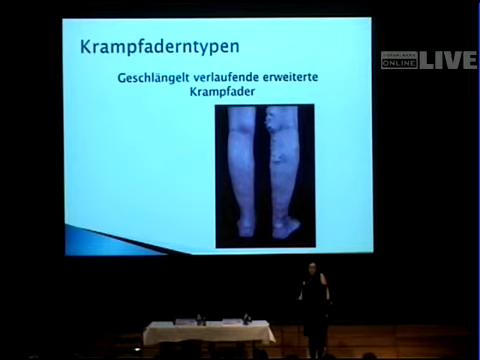 Krampfaderntypen
Geschlängelt verlaufende erweiterte
Krampfader
ONLINE
LIVE